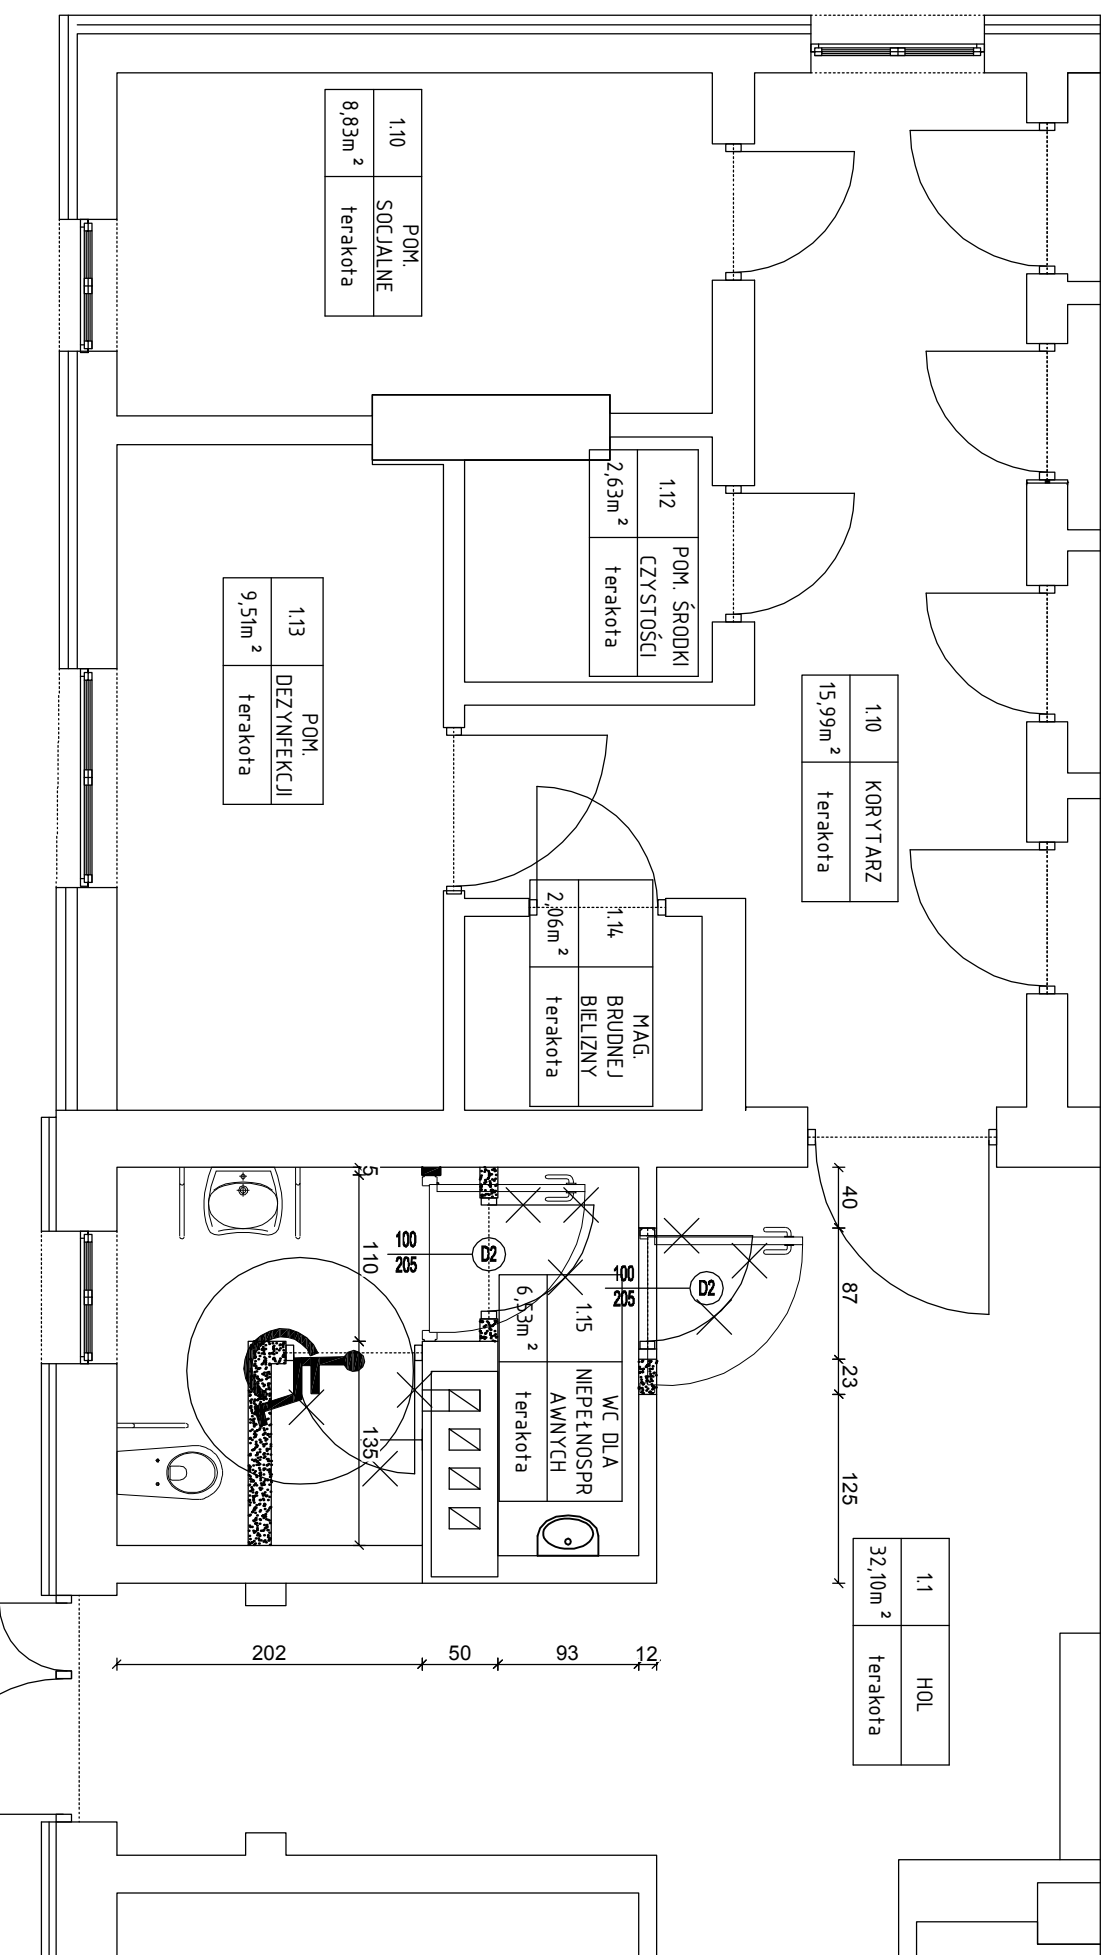 1.10
POM.
SOCJALNE
8,83m²
terakota
1.12
POM. ŚRODKI
CZYSTOŚCI
2,63m²
terakota
1.13
POM.
DEZYNFEKCJI
9,51m²
terakota
1.10
KORYTARZ
15,99m²
terakota
1.14
MAG.
BRUDNEJ
BIELIZNY
2,06m²
terakota
1.15
WC DLA
NIEPEŁNOSPR
AWNYCH
6,53m²
terakota
1.1
HOL
32,10m²
terakota
40
87
23
125
5
110
135
100
205
D2
100
205
D2
202
50
93
12